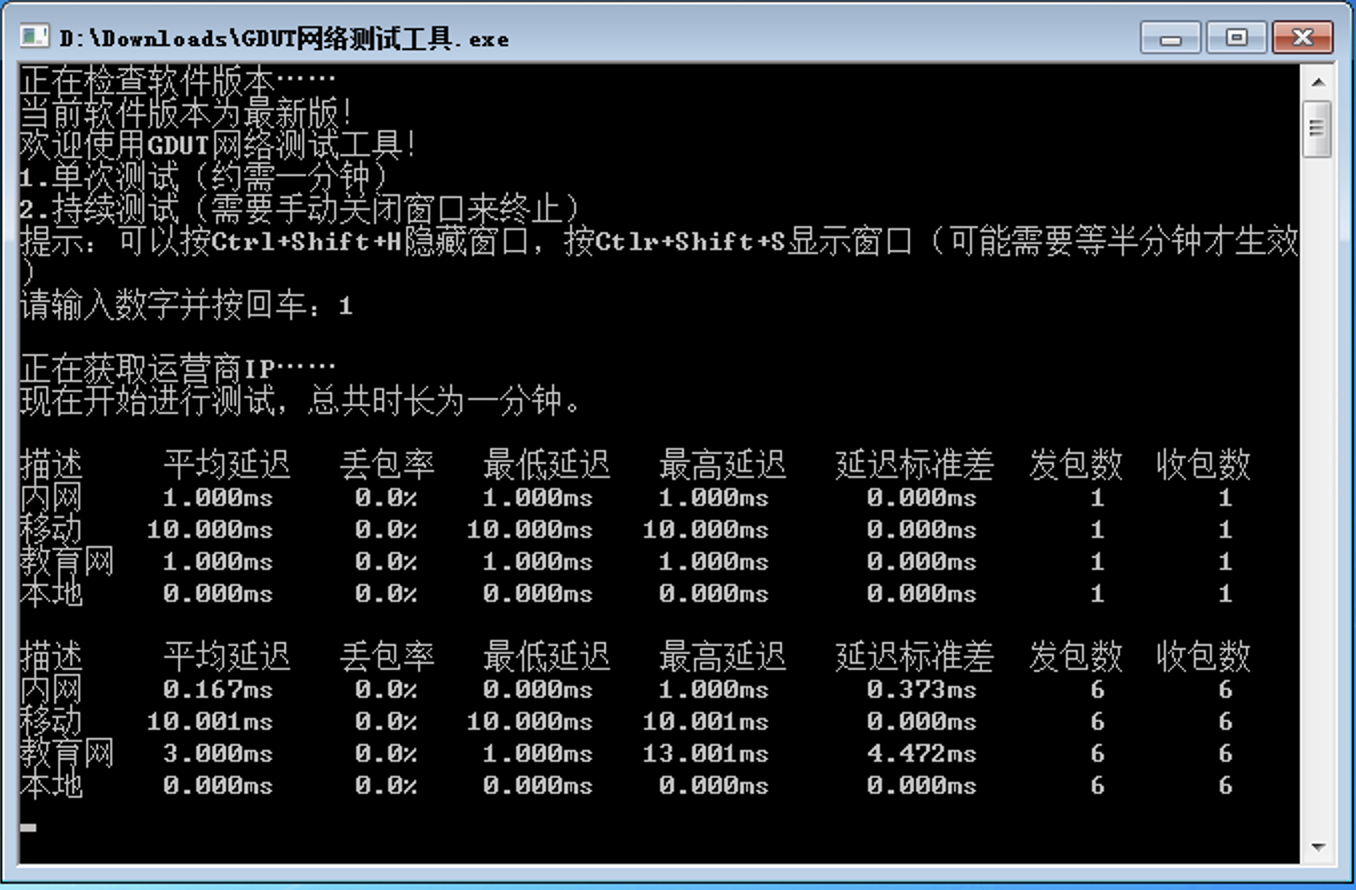 D:\Downloads\GDUT网络测试工具.exe
正在检查软件版本……
当前软件版本为最新版！
欢迎使用GDUT网络测试工具！
1.单次测试（约需一分钟）
2.持续测试（需要手动关闭窗口来终止）
提示：可以按Ctrl+Shift+H隐藏窗口，按Ctlr+Shift+S显示窗口（可能需要等半分钟才生效
）
请输入数字并按回车：1
正在获取运营商IP……
现在开始进行测试，总共时长为一分钟。
描述 平均延迟 丢包率 最低延迟 最高延迟 延迟标准差 发包数 收包数
内网 1.000ms 0.0% 1.000ms 1.000ms 0.000ms 1 1
移动 10.000ms 0.0% 10.000ms 10.000ms 0.000ms 1 1
教育网 1.000ms 0.0% 1.000ms 1.000ms 0.000ms 1 1
本地 0.000ms 0.0% 0.000ms 0.000ms 0.000ms 1 1
描述 平均延迟 丢包率 最低延迟 最高延迟 延迟标准差 发包数 收包数
内网 0.167ms 0.0% 0.000ms 1.000ms 0.373ms 6 6
移动 10.001ms 0.0% 10.000ms 10.001ms 0.000ms 6 6
教育网 3.000ms 0.0% 1.000ms 13.001ms 4.472ms 6 6
本地 0.000ms 0.0% 0.000ms 0.000ms 0.000ms 6 6